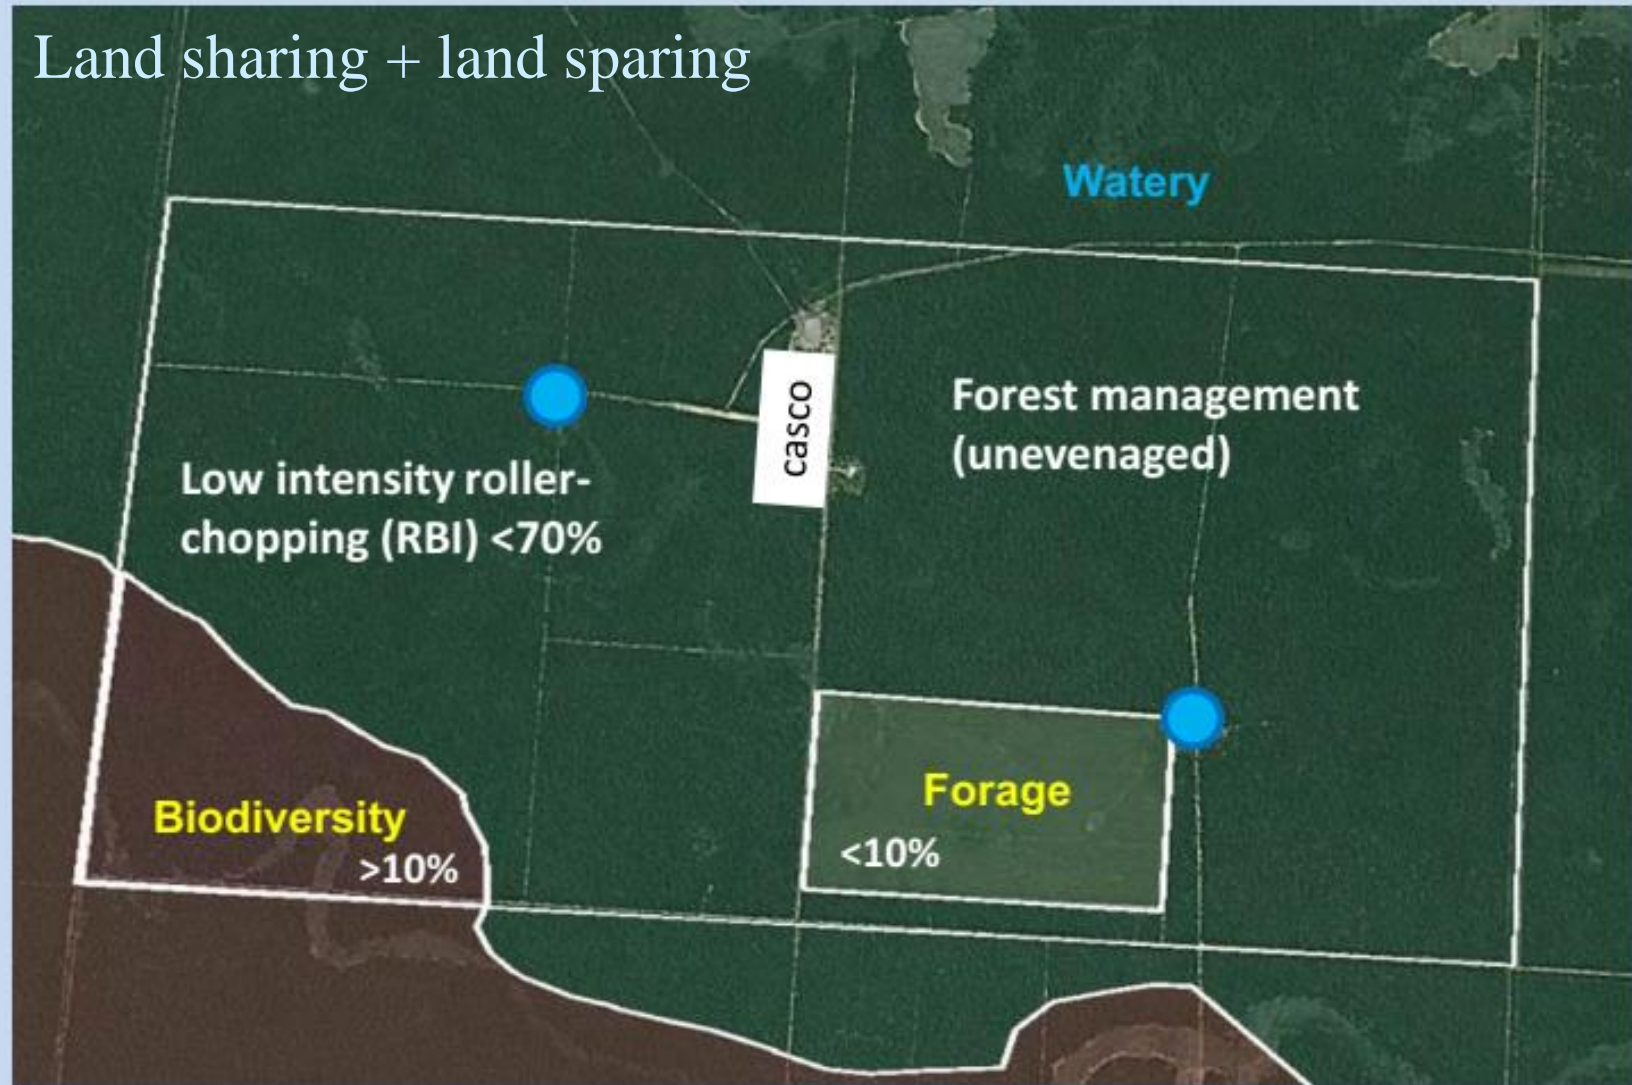 Land sharing + land sparing
Watery
casco
Forest management
(unevenaged)
Low intensity roller-
chopping (RBI) <70%
Forage
<10%
Biodiversity
>10%